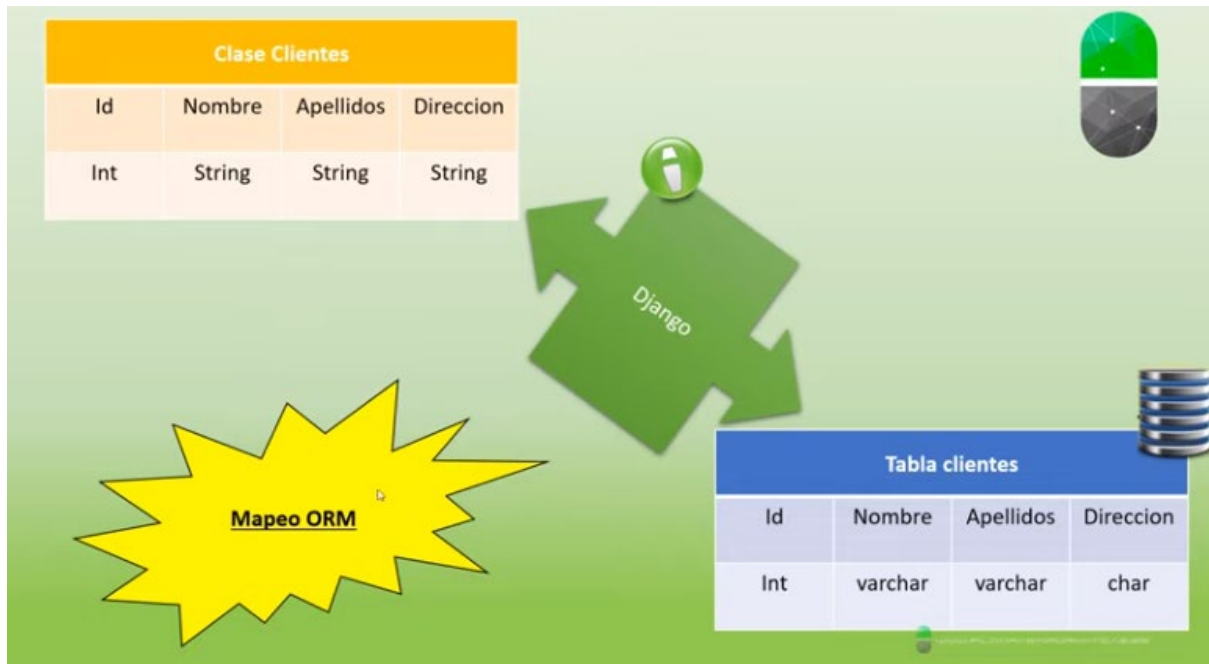 Clase Clientes
Id Nombre Apellidos Direccion
Int String String String
Django
Mapeo ORM
Tabla clientes
Id Nombre Apellidos Direccion
Int varchar varchar char